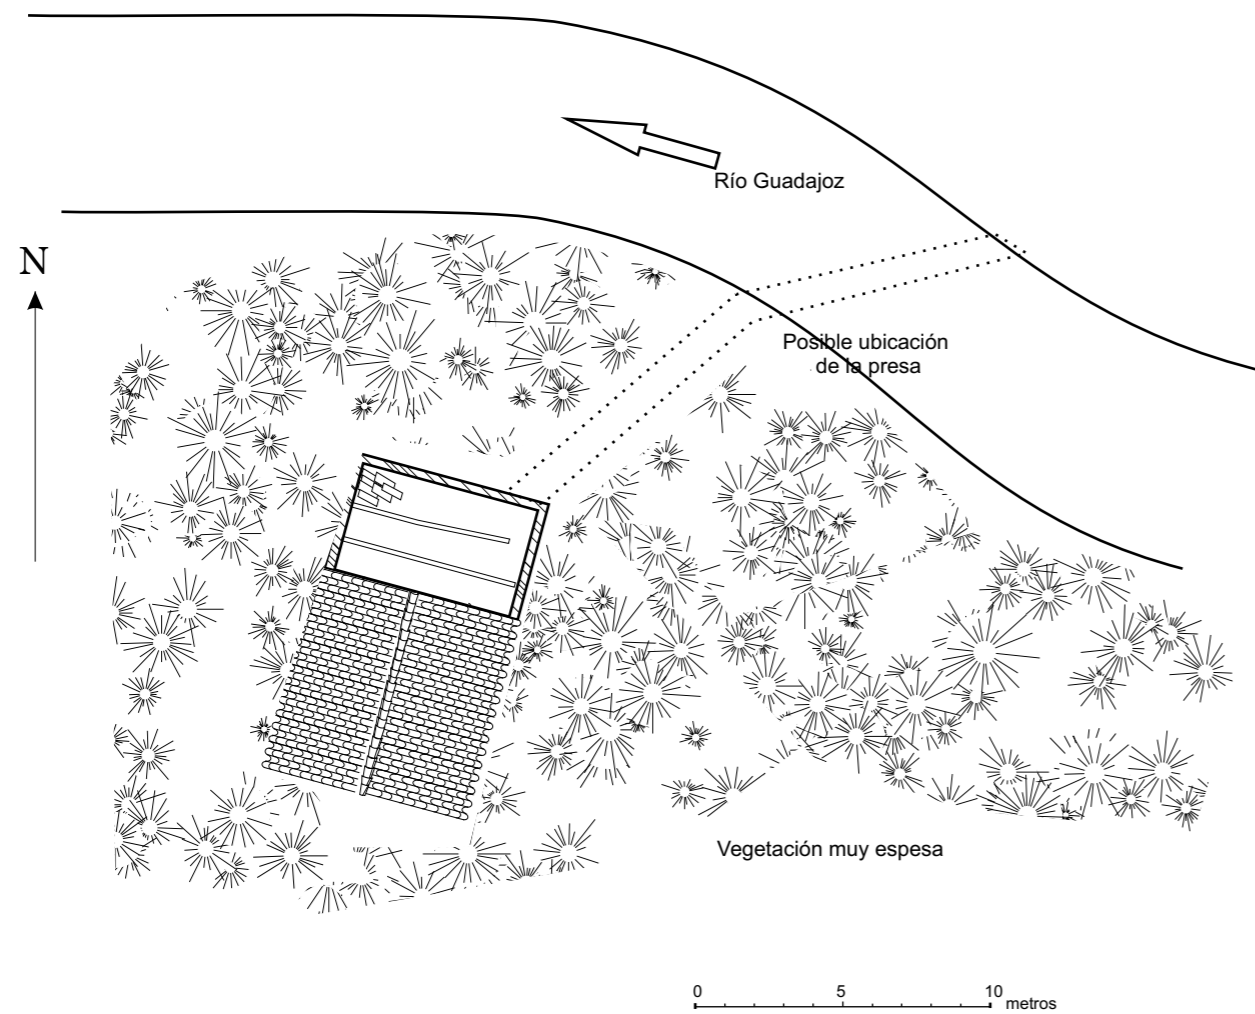 Río Guadajoz
N
Posible ubicación
de la presa
Vegetación muy espesa
0 5 10 metros